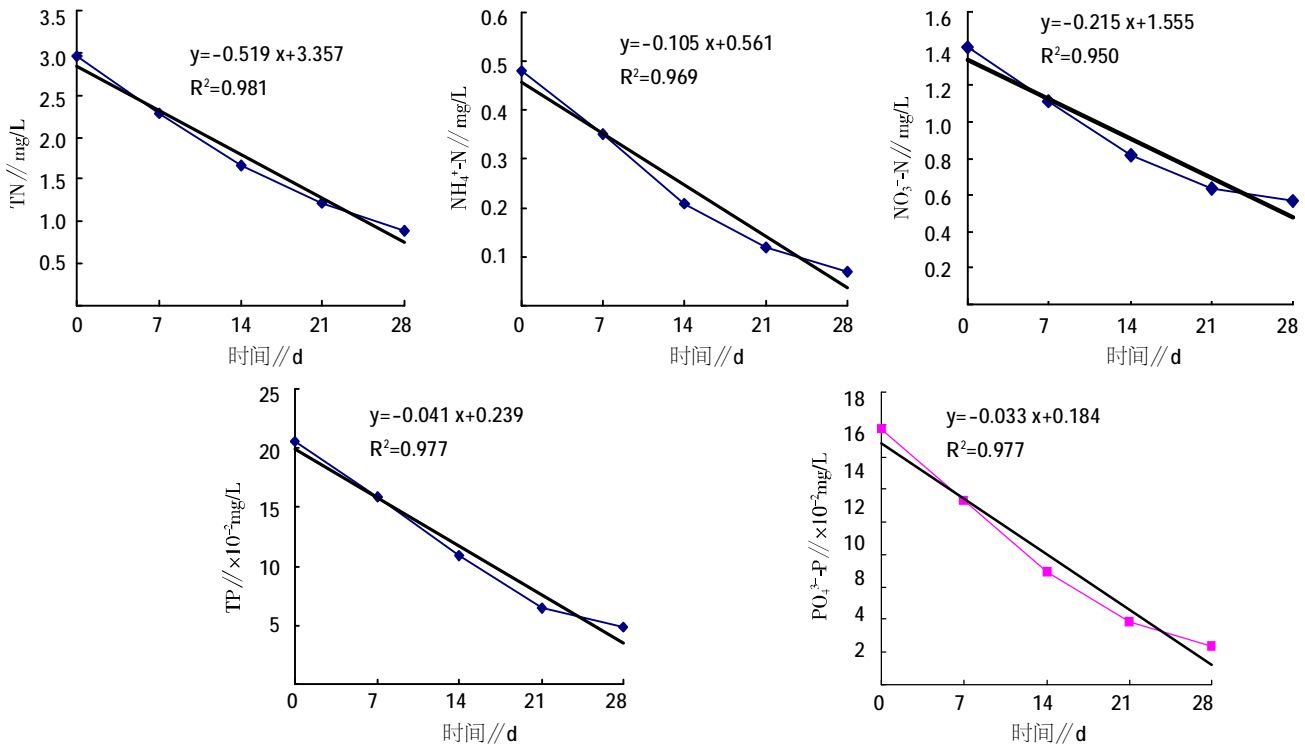 3.5
3.0
2.5
2.0
1.5
1.0
0.5
TN∥mg/L
y=-0.519 x+3.357
R²=0.981
0 7 14 21 28
时间∥d
0.6
0.5
0.4
0.3
0.2
0.1
NH₄⁺-N∥mg/L
y=-0.105 x+0.561
R²=0.969
0 7 14 21 28
时间∥d
1.6
1.4
1.2
1.0
0.8
0.6
0.4
0.2
NO₃⁻-N∥mg/L
y=-0.215 x+1.555
R²=0.950
0 7 14 21 28
时间∥d
25
20
15
10
5
TP∥×10⁻²mg/L
y=-0.041 x+0.239
R²=0.977
0 7 14 21 28
时间∥d
18
16
14
12
10
8
4
2
PO₄³⁻-P∥×10⁻²mg/L
y=-0.033 x+0.184
R²=0.977
0 7 14 21 28
时间∥d